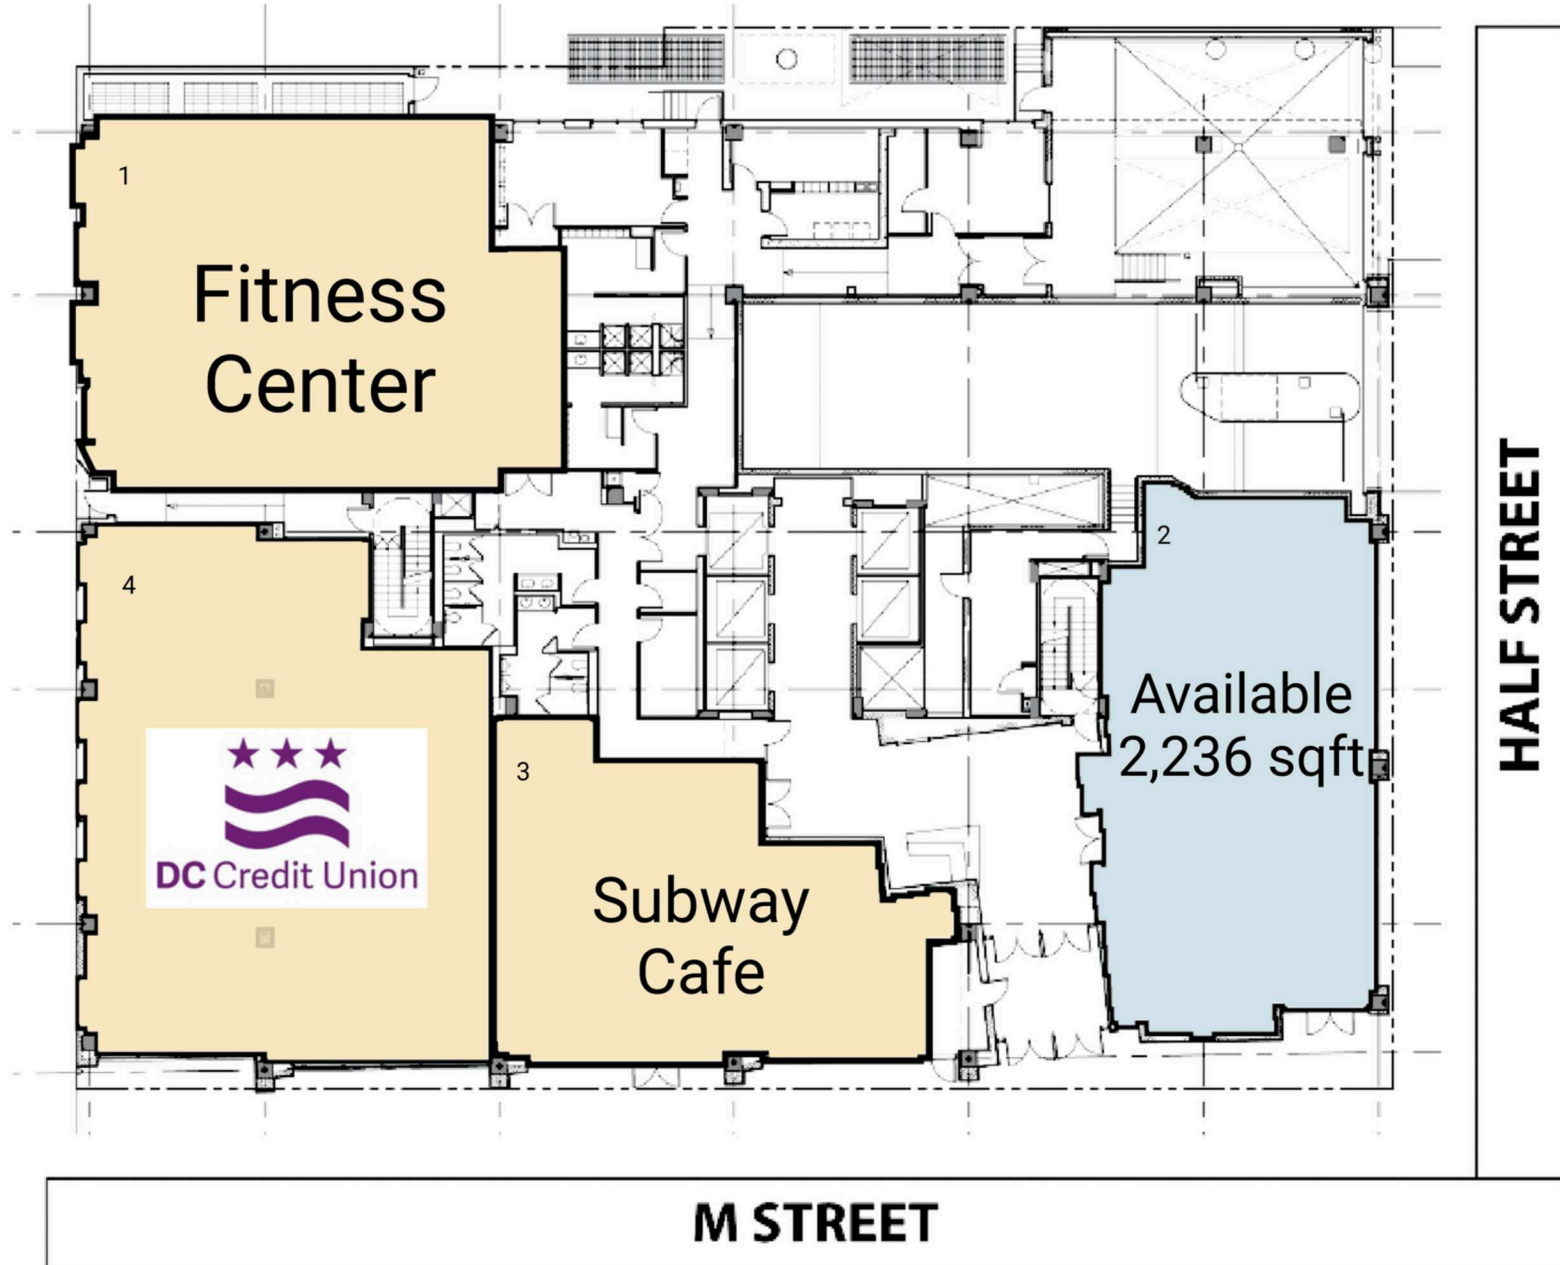 1
Fitness
Center
HALF STREET
4
2
Available
2,236 sqft
DC Credit Union
3
Subway
Cafe
M STREET